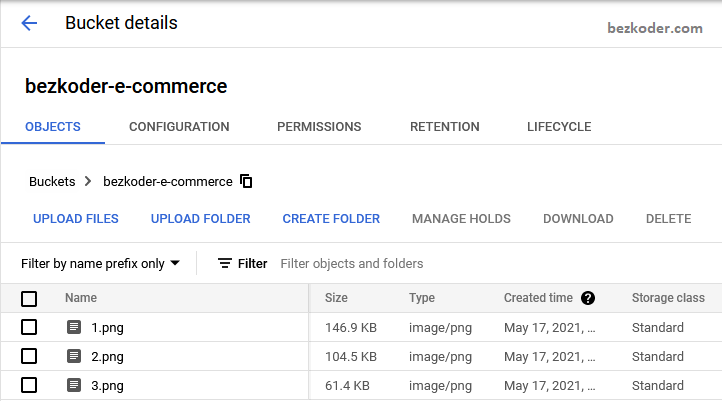 Bucket details
bezkoder.com
bezkoder-e-commerce
OBJECTS CONFIGURATION PERMISSIONS RETENTION LIFECYCLE
Buckets > bezkoder-e-commerce
UPLOAD FILES UPLOAD FOLDER CREATE FOLDER MANAGE HOLDS DOWNLOAD DELETE
Filter by name prefix only Filter Filter objects and folders
Name Size Type Created time ? Storage class
1.png 146.9 KB image/png May 17, 2021, ... Standard
2.png 104.5 KB image/png May 17, 2021, ... Standard
3.png 61.4 KB image/png May 17, 2021, ... Standard